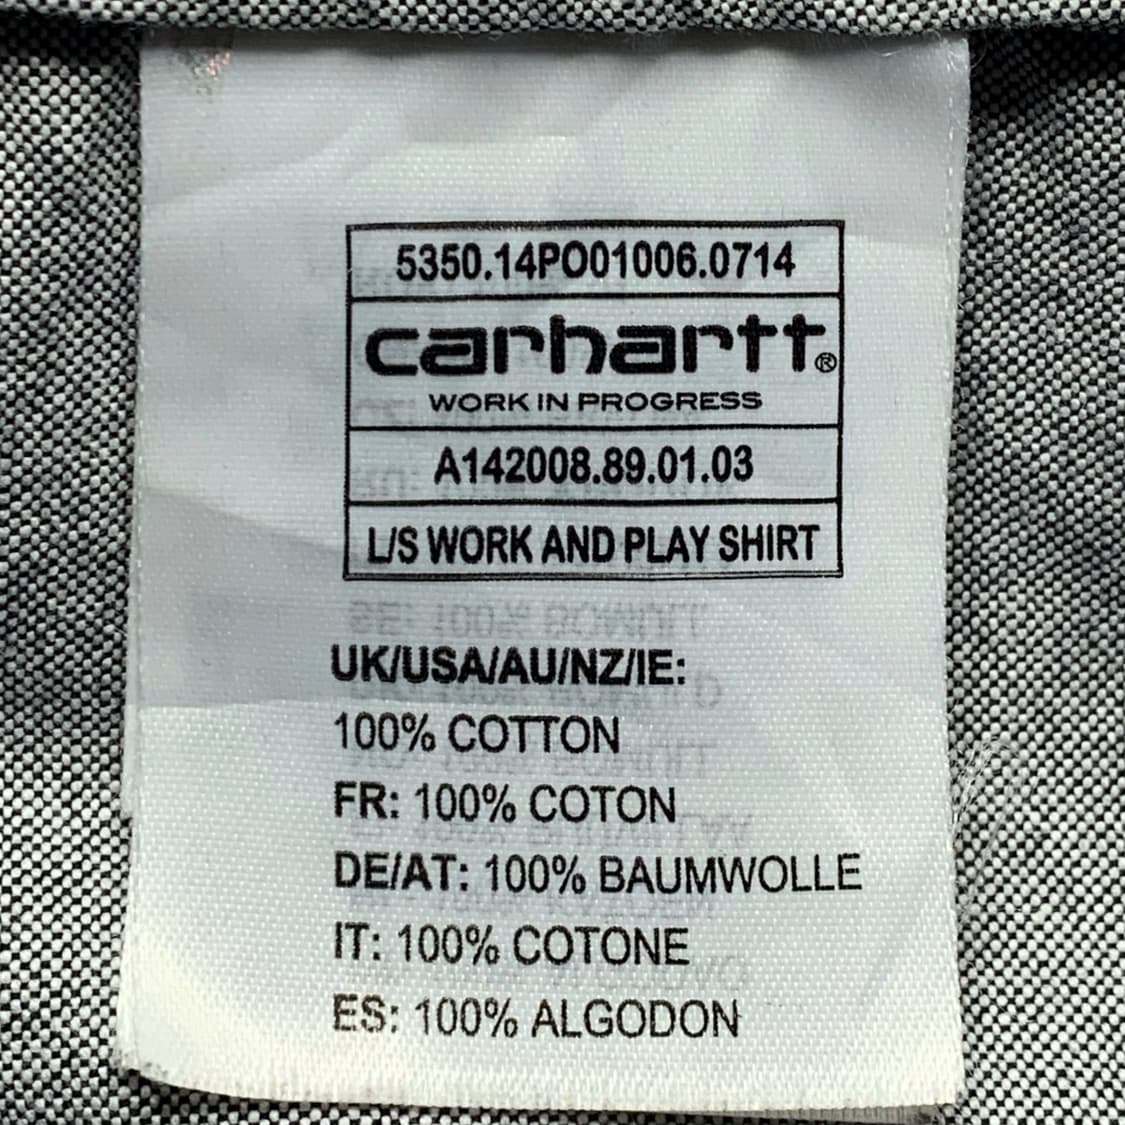 5350.14PO01006.0714
carhartt®
WORK IN PROGRESS
A142008.89.01.03
L/S WORK AND PLAY SHIRT
UK/USA/AU/NZ/IE:
100% COTTON
FR: 100% COTON
DE/AT: 100% BAUMWOLLE
IT: 100% COTONE
ES: 100% ALGODON